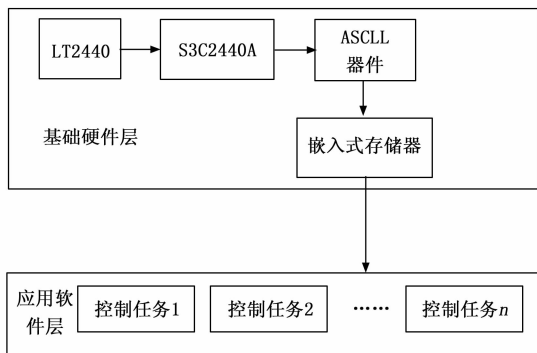 LT2440
S3C2440A
ASCLL
器件
基础硬件层
嵌入式存储器
应用软
件层
控制任务1
控制任务2
……
控制任务n